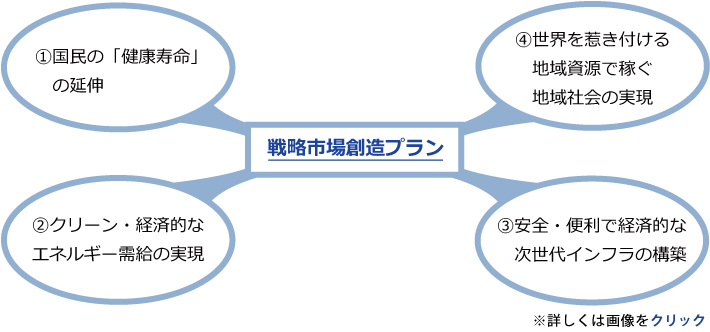 ①国民の「健康寿命」
の延伸
④世界を惹き付ける
地域資源で稼ぐ
地域社会の実現
戦略市場創造プラン
②クリーン・経済的な
エネルギー需給の実現
③安全・便利で経済的な
次世代インフラの構築
※詳しくは画像をクリック